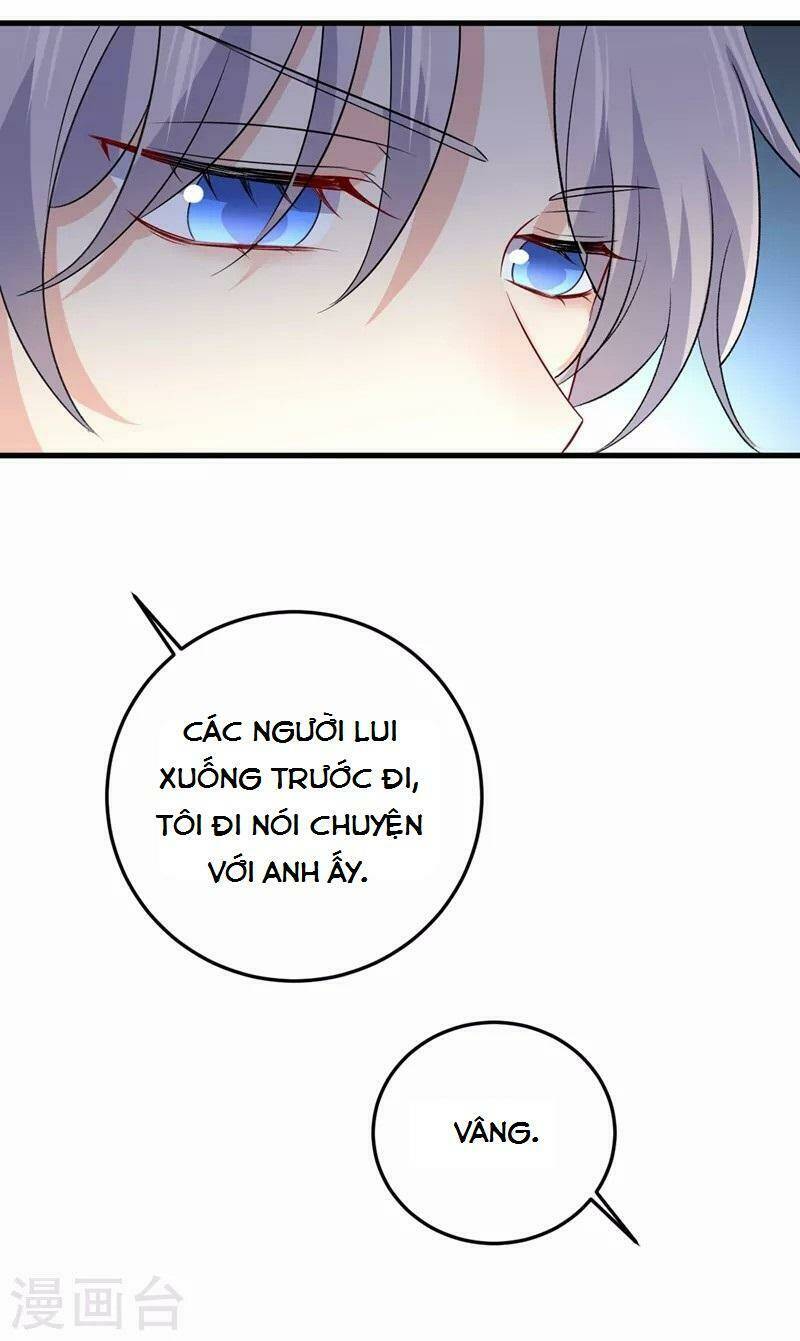 CÁC NGƯỜI LUI
XUỐNG TRƯỚC ĐI,
TÔI ĐI NÓI CHUYỆN
VỚI ANH ẤY.
VÂNG.
漫画台